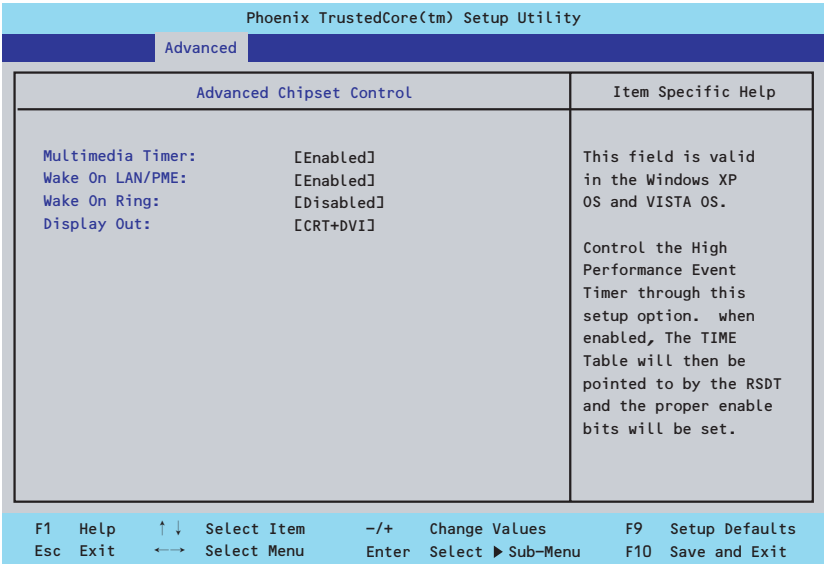 Phoenix TrustedCore(tm) Setup Utility
Advanced
Advanced Chipset Control
Item Specific Help
Multimedia Timer: [Enabled]
Wake On LAN/PME: [Enabled]
Wake On Ring: [Disabled]
Display Out: [CRT+DVI]
This field is valid
in the Windows XP
OS and VISTA OS.
Control the High
Performance Event
Timer through this
setup option. when
enabled, The TIME
Table will then be
pointed to by the RSDT
and the proper enable
bits will be set.
F1 Help ↑↓ Select Item -/+ Change Values F9 Setup Defaults
Esc Exit ←→ Select Menu Enter Select ▶ Sub-Menu F10 Save and Exit